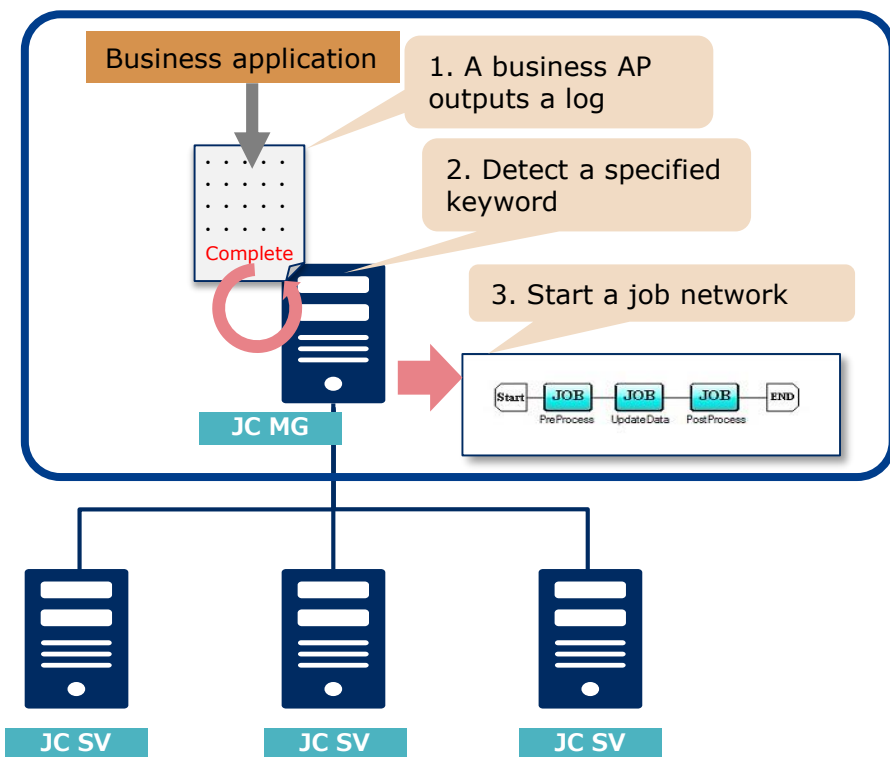 Business application
1. A business AP
outputs a log
2. Detect a specified
keyword
Complete
3. Start a job network
Start
JOB
JOB
JOB
END
PreProcess
UpdateData
PostProcess
JC MG
JC SV
JC SV
JC SV